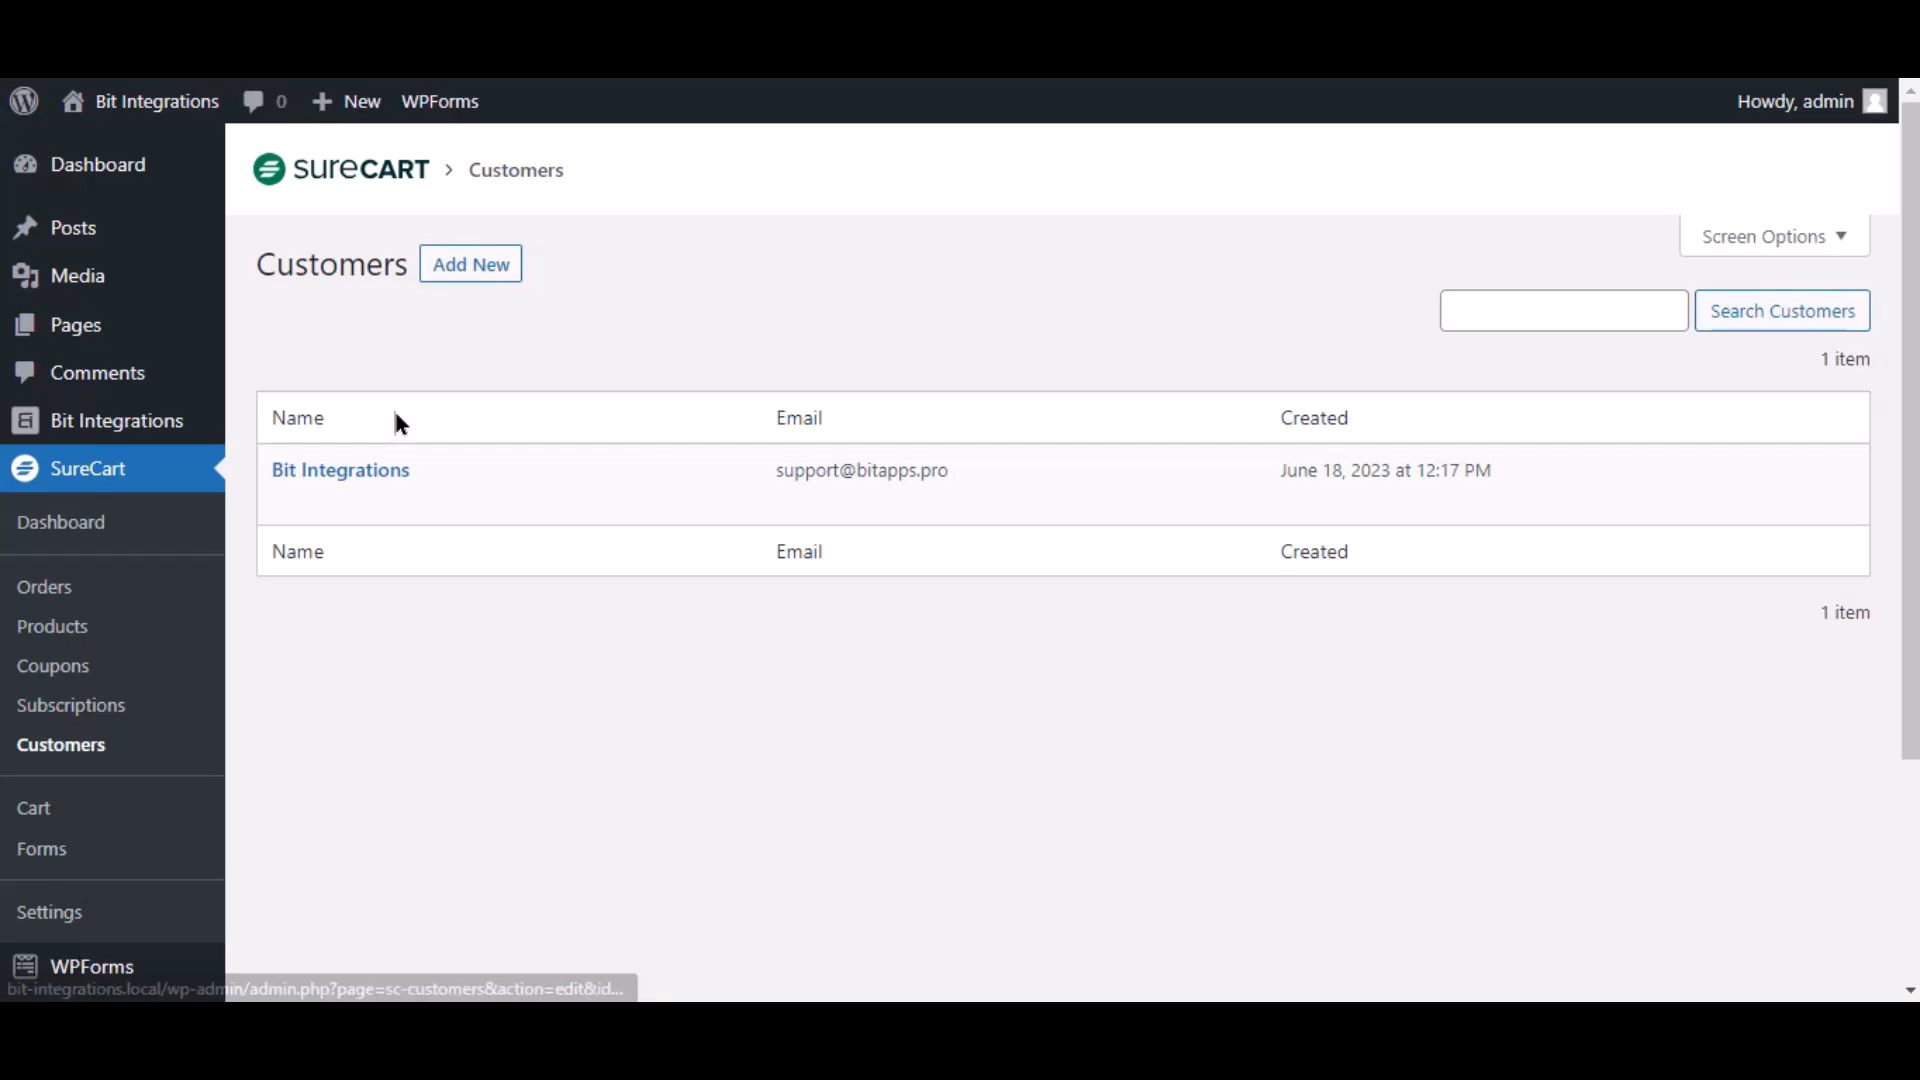 Bit Integrations 0 New WPForms Howdy, admin
Dashboard
Posts
Media
Pages
Comments
Bit Integrations
SureCart
Dashboard
Orders
Products
Coupons
Subscriptions
Customers
Cart
Forms
Settings
WPForms
sureCART > Customers
Screen Options
Customers Add New
Search Customers
1 item
Name Email Created
Bit Integrations support@bitapps.pro June 18, 2023 at 12:17 PM
Name Email Created
1 item
bit-integrations.local/wp-admin/admin.php?page=sc-customers&action=edit&id...